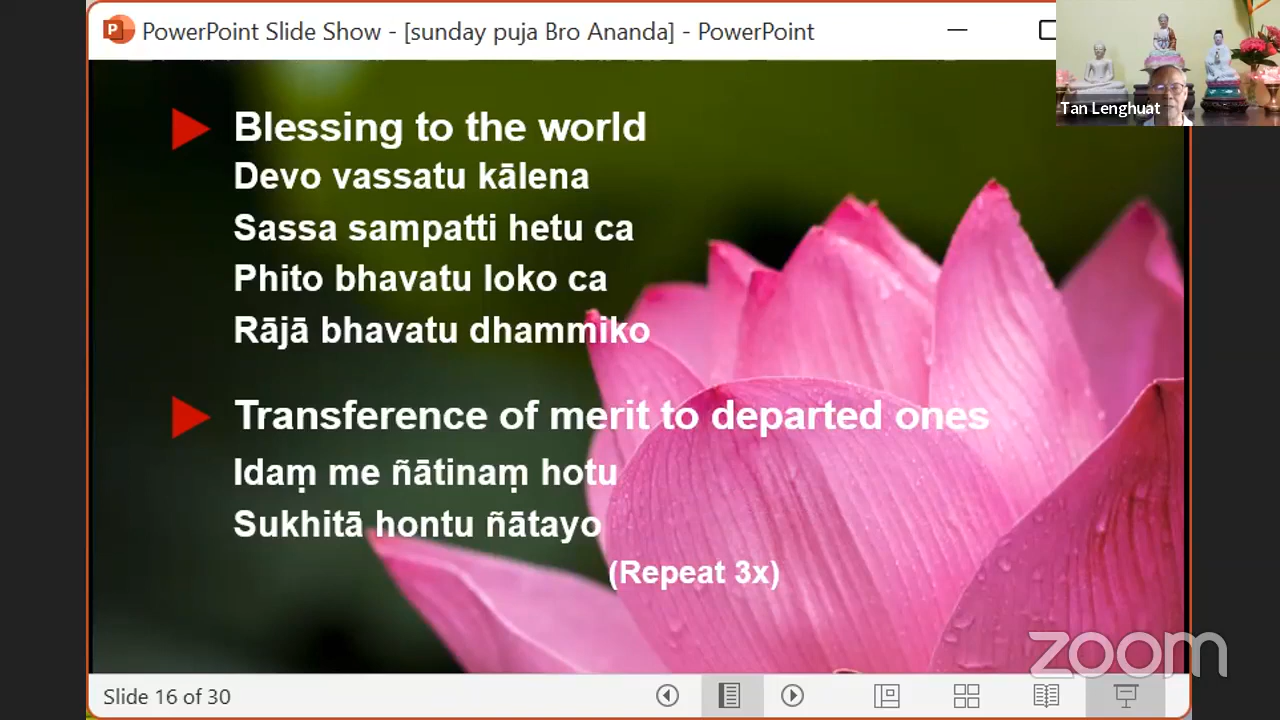 PowerPoint Slide Show - [sunday puja Bro Ananda] - PowerPoint
Tan Lenghuat
Blessing to the world
Devo vassatu kālena
Sassa sampatti hetu ca
Phito bhavatu loko ca
Rājā bhavatu dhammiko
Transference of merit to departed ones
Idaṃ me ñātinaṃ hotu
Sukhitā hontu ñātayo
(Repeat 3x)
zoom
Slide 16 of 30